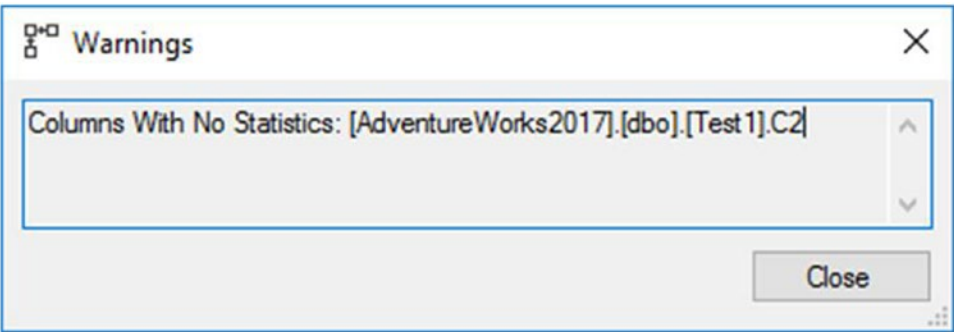 Warnings
Columns With No Statistics: [AdventureWorks2017].[dbo].[Test1].C2
Close